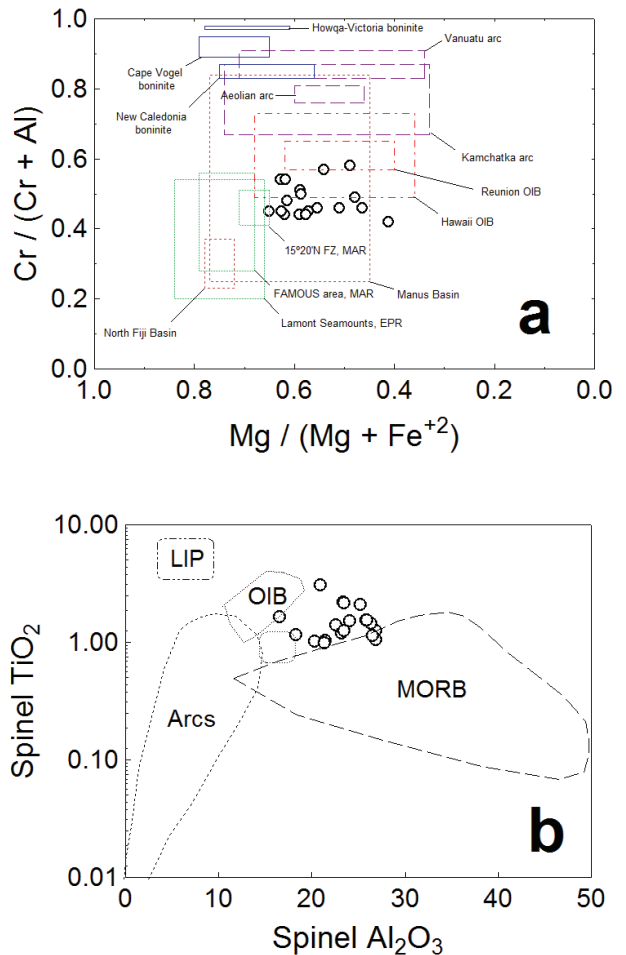 1.0
0.8
0.6
0.4
0.2
0.0
Cr / (Cr + Al)
Howqa-Victoria boninite
Vanuatu arc
Cape Vogel
boninite
New Caledonia
boninite
Aeolian arc
Kamchatka arc
Reunion OIB
Hawaii OIB
15º20'N FZ, MAR
FAMOUS area, MAR
Manus Basin
North Fiji Basin
Lamont Seamounts, EPR
a
1.0
0.8
0.6
0.4
0.2
0.0
Mg / (Mg + Fe+2)
10.00
1.00
0.10
0.01
Spinel TiO2
LIP
OIB
Arcs
MORB
b
0
10
20
30
40
50
Spinel Al2O3